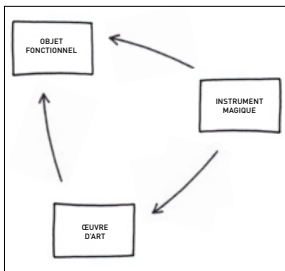 OBJET
FONCTIONNEL
INSTRUMENT
MAGIQUE
ŒUVRE
D'ART